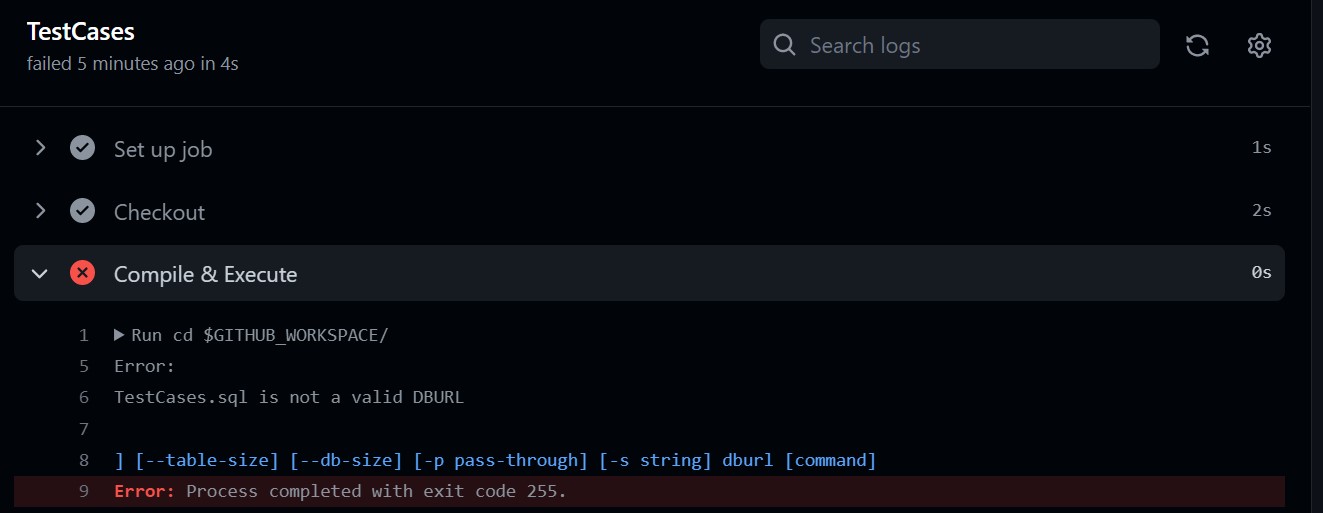 TestCases
failed 5 minutes ago in 4s
Search logs
Set up job 1s
Checkout 2s
Compile & Execute 0s
1 Run cd $GITHUB_WORKSPACE/
5 Error:
6 TestCases.sql is not a valid DBURL
7
8 ] [--table-size] [--db-size] [-p pass-through] [-s string] dburl [command]
9 Error: Process completed with exit code 255.